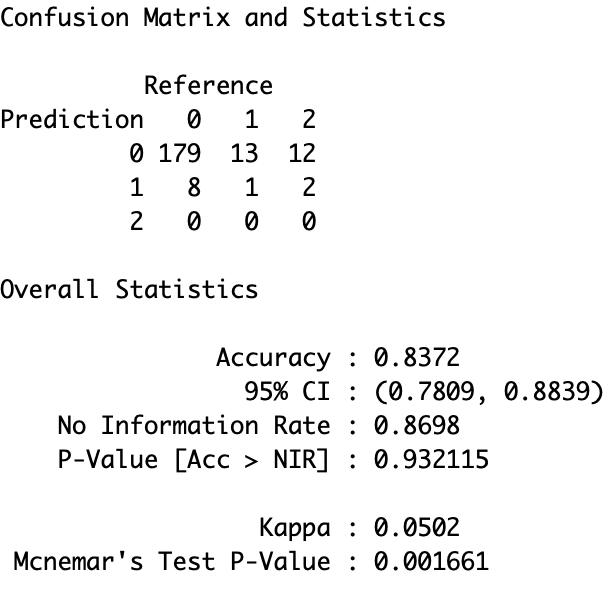 Confusion Matrix and Statistics
Reference
Prediction 0 1 2
0 179 13 12
1 8 1 2
2 0 0 0
Overall Statistics
Accuracy : 0.8372
95% CI : (0.7809, 0.8839)
No Information Rate : 0.8698
P-Value [Acc > NIR] : 0.932115
Kappa : 0.0502
Mcnemar's Test P-Value : 0.001661